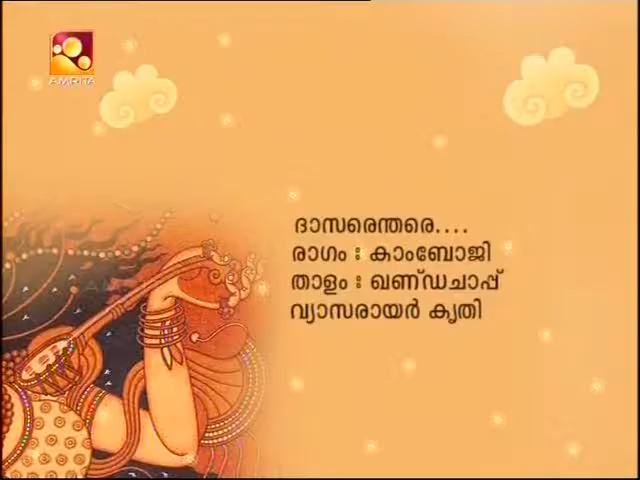 AMRITA
ദാസരെന്തരെ....
രാഗം : കാംബോജി
താളം : ഖണ്ഡചാപ്പ്
വ്യാസരായർ കൃതി